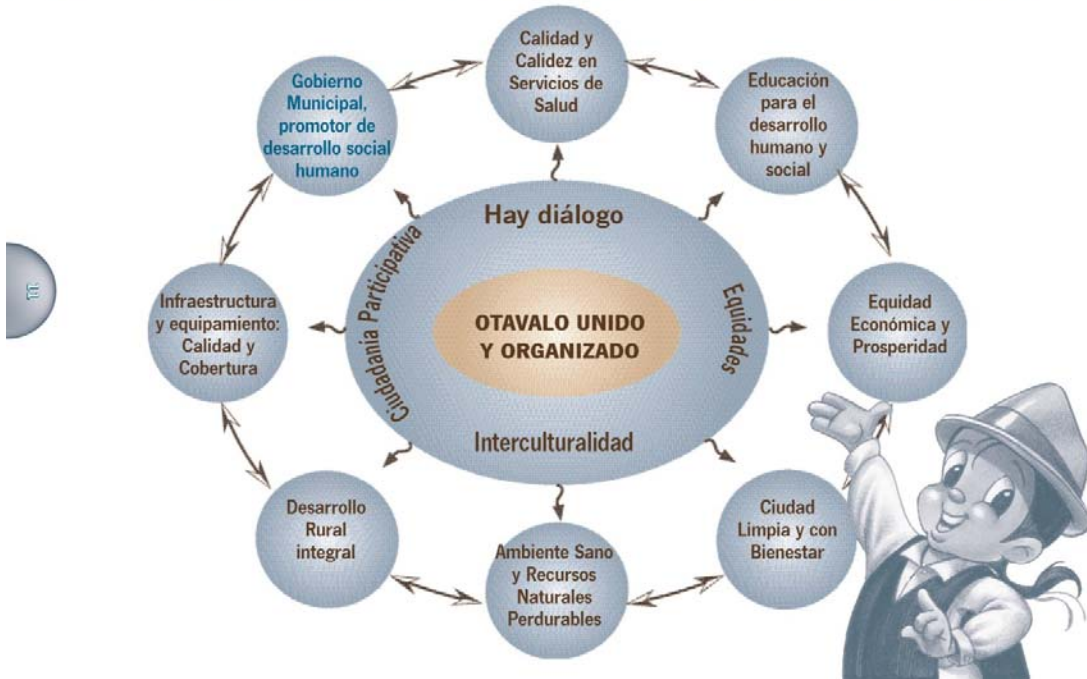 Calidad y
Calidez en
Servicios de
Salud
Gobierno
Municipal,
promotor de
desarrollo social
humano
Educación
para el
desarrollo
humano y
social
Hay diálogo
Ciudadanía Participativa
Equidades
Interculturalidad
OTAVALO UNIDO
Y ORGANIZADO
Infraestructura
y equipamiento:
Calidad y
Cobertura
Equidad
Económica y
Prosperidad
Desarrollo
Rural
integral
Ambiente Sano
y Recursos
Naturales
Perdurables
Ciudad
Limpia y con
Bienestar
11